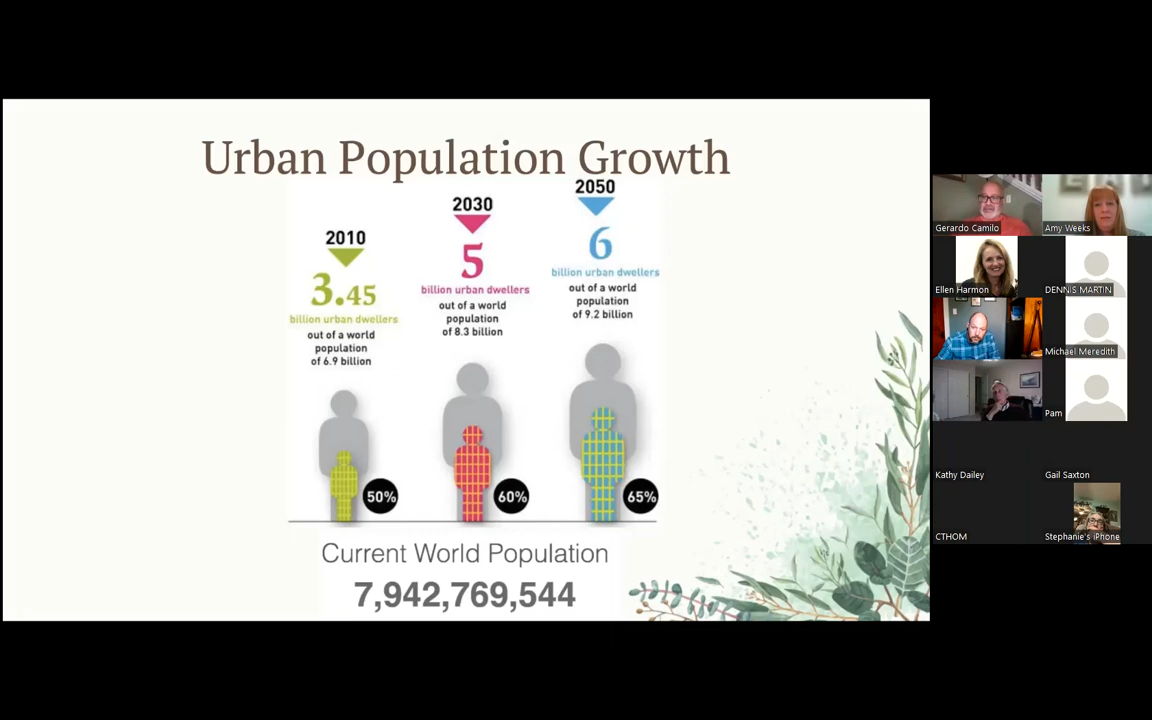 Urban Population Growth
2010
3.45
billion urban dwellers
out of a world
population
of 6.9 billion
50%
2030
5
billion urban dwellers
out of a world
population
of 8.3 billion
60%
2050
6
billion urban dwellers
out of a world
population
of 9.2 billion
65%
Current World Population
7,942,769,544
Gerardo Camilo
Amy Weeks
Ellen Harmon
DENNIS MARTIN
Michael Meredith
Pam
Kathy Dailey
Gail Saxton
CTHOM
Stephanie's iPhone